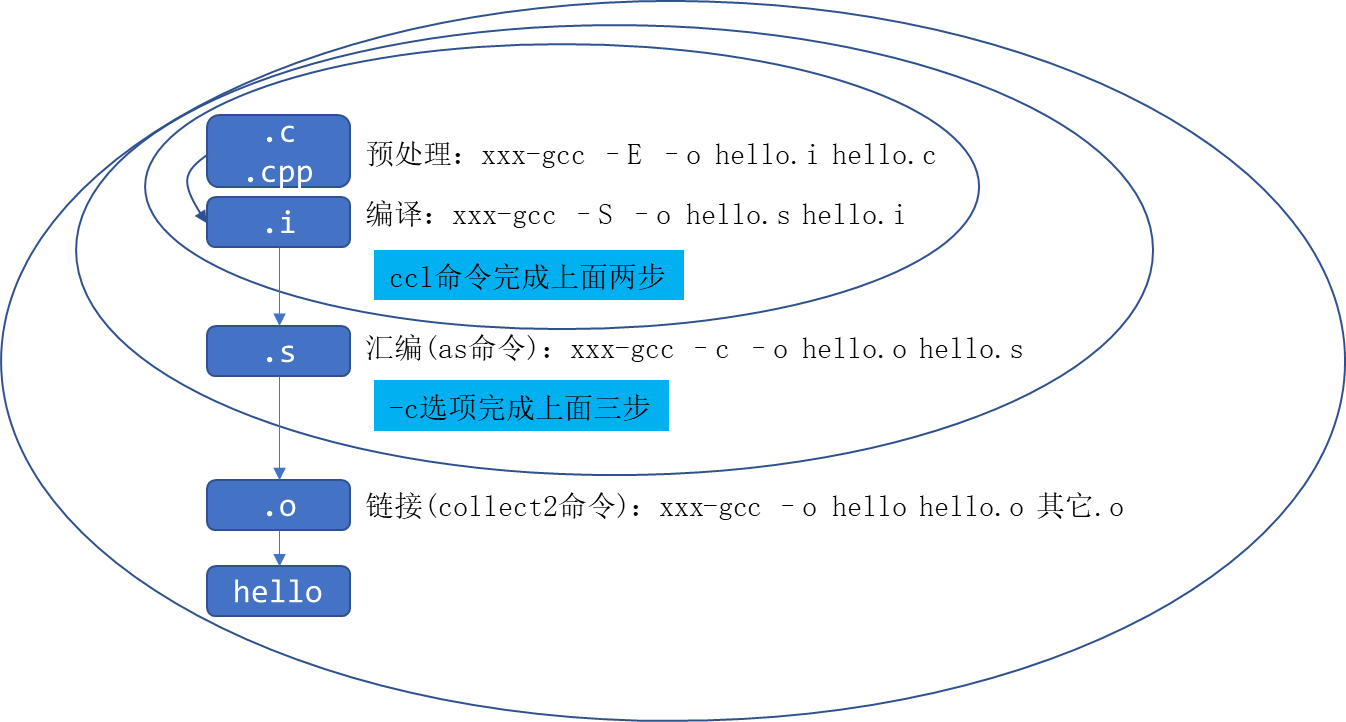 .c
.cpp
预处理：xxx-gcc –E –o hello.i hello.c
.i
编译：xxx-gcc –S –o hello.s hello.i
ccl命令完成上面两步
.s
汇编(as命令)：xxx-gcc –c –o hello.o hello.s
-c选项完成上面三步
.o
链接(collect2命令)：xxx-gcc –o hello hello.o 其它.o
hello